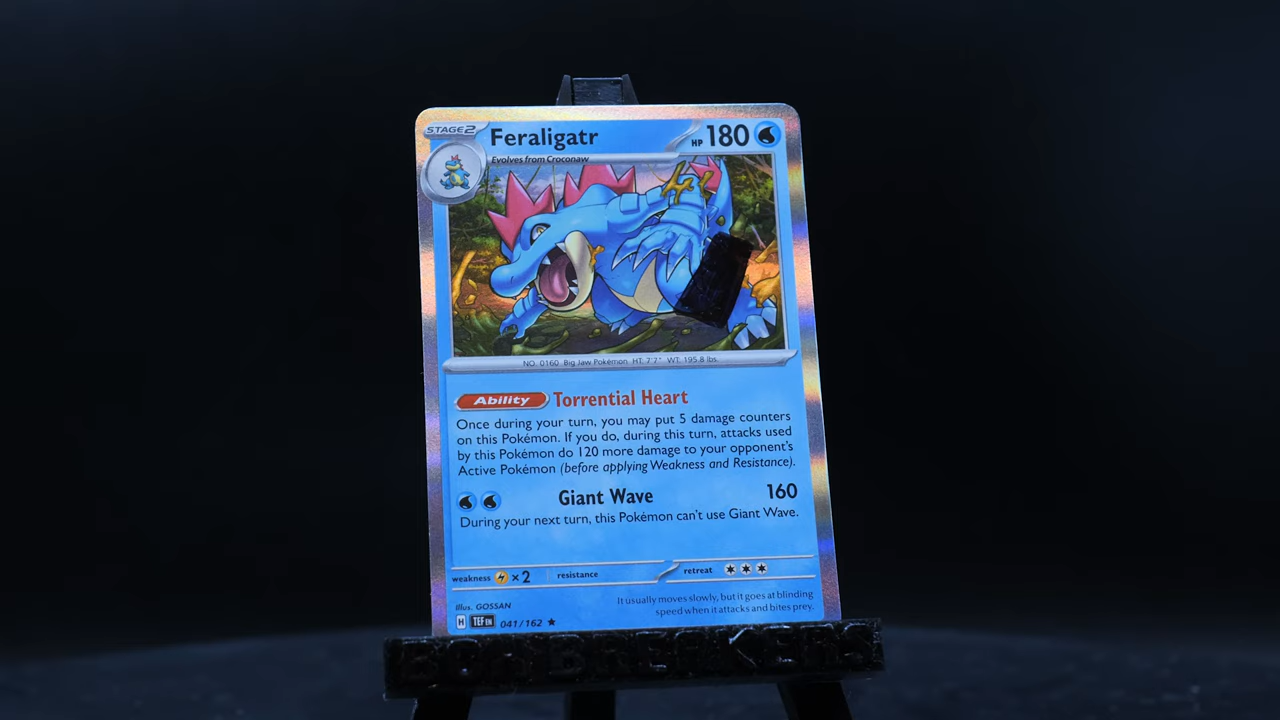 STAGE2 Feraligatr HP 180
Evolves from Croconaw
NO. 0160 Big Jaw Pokémon HT. 7'7" WT. 195.8 lbs.
Ability Torrential Heart
Once during your turn, you may put 5 damage counters
on this Pokémon. If you do, during this turn, attacks used
by this Pokémon do 120 more damage to your opponent's
Active Pokémon (before applying Weakness and Resistance).
Giant Wave 160
During your next turn, this Pokémon can't use Giant Wave.
weakness ×2 resistance retreat
Illus. GOSSAN
It usually moves slowly, but it goes at blinding
speed when it attacks and bites prey.
H TEF EN 041/162 ★
BOX BREAKERS